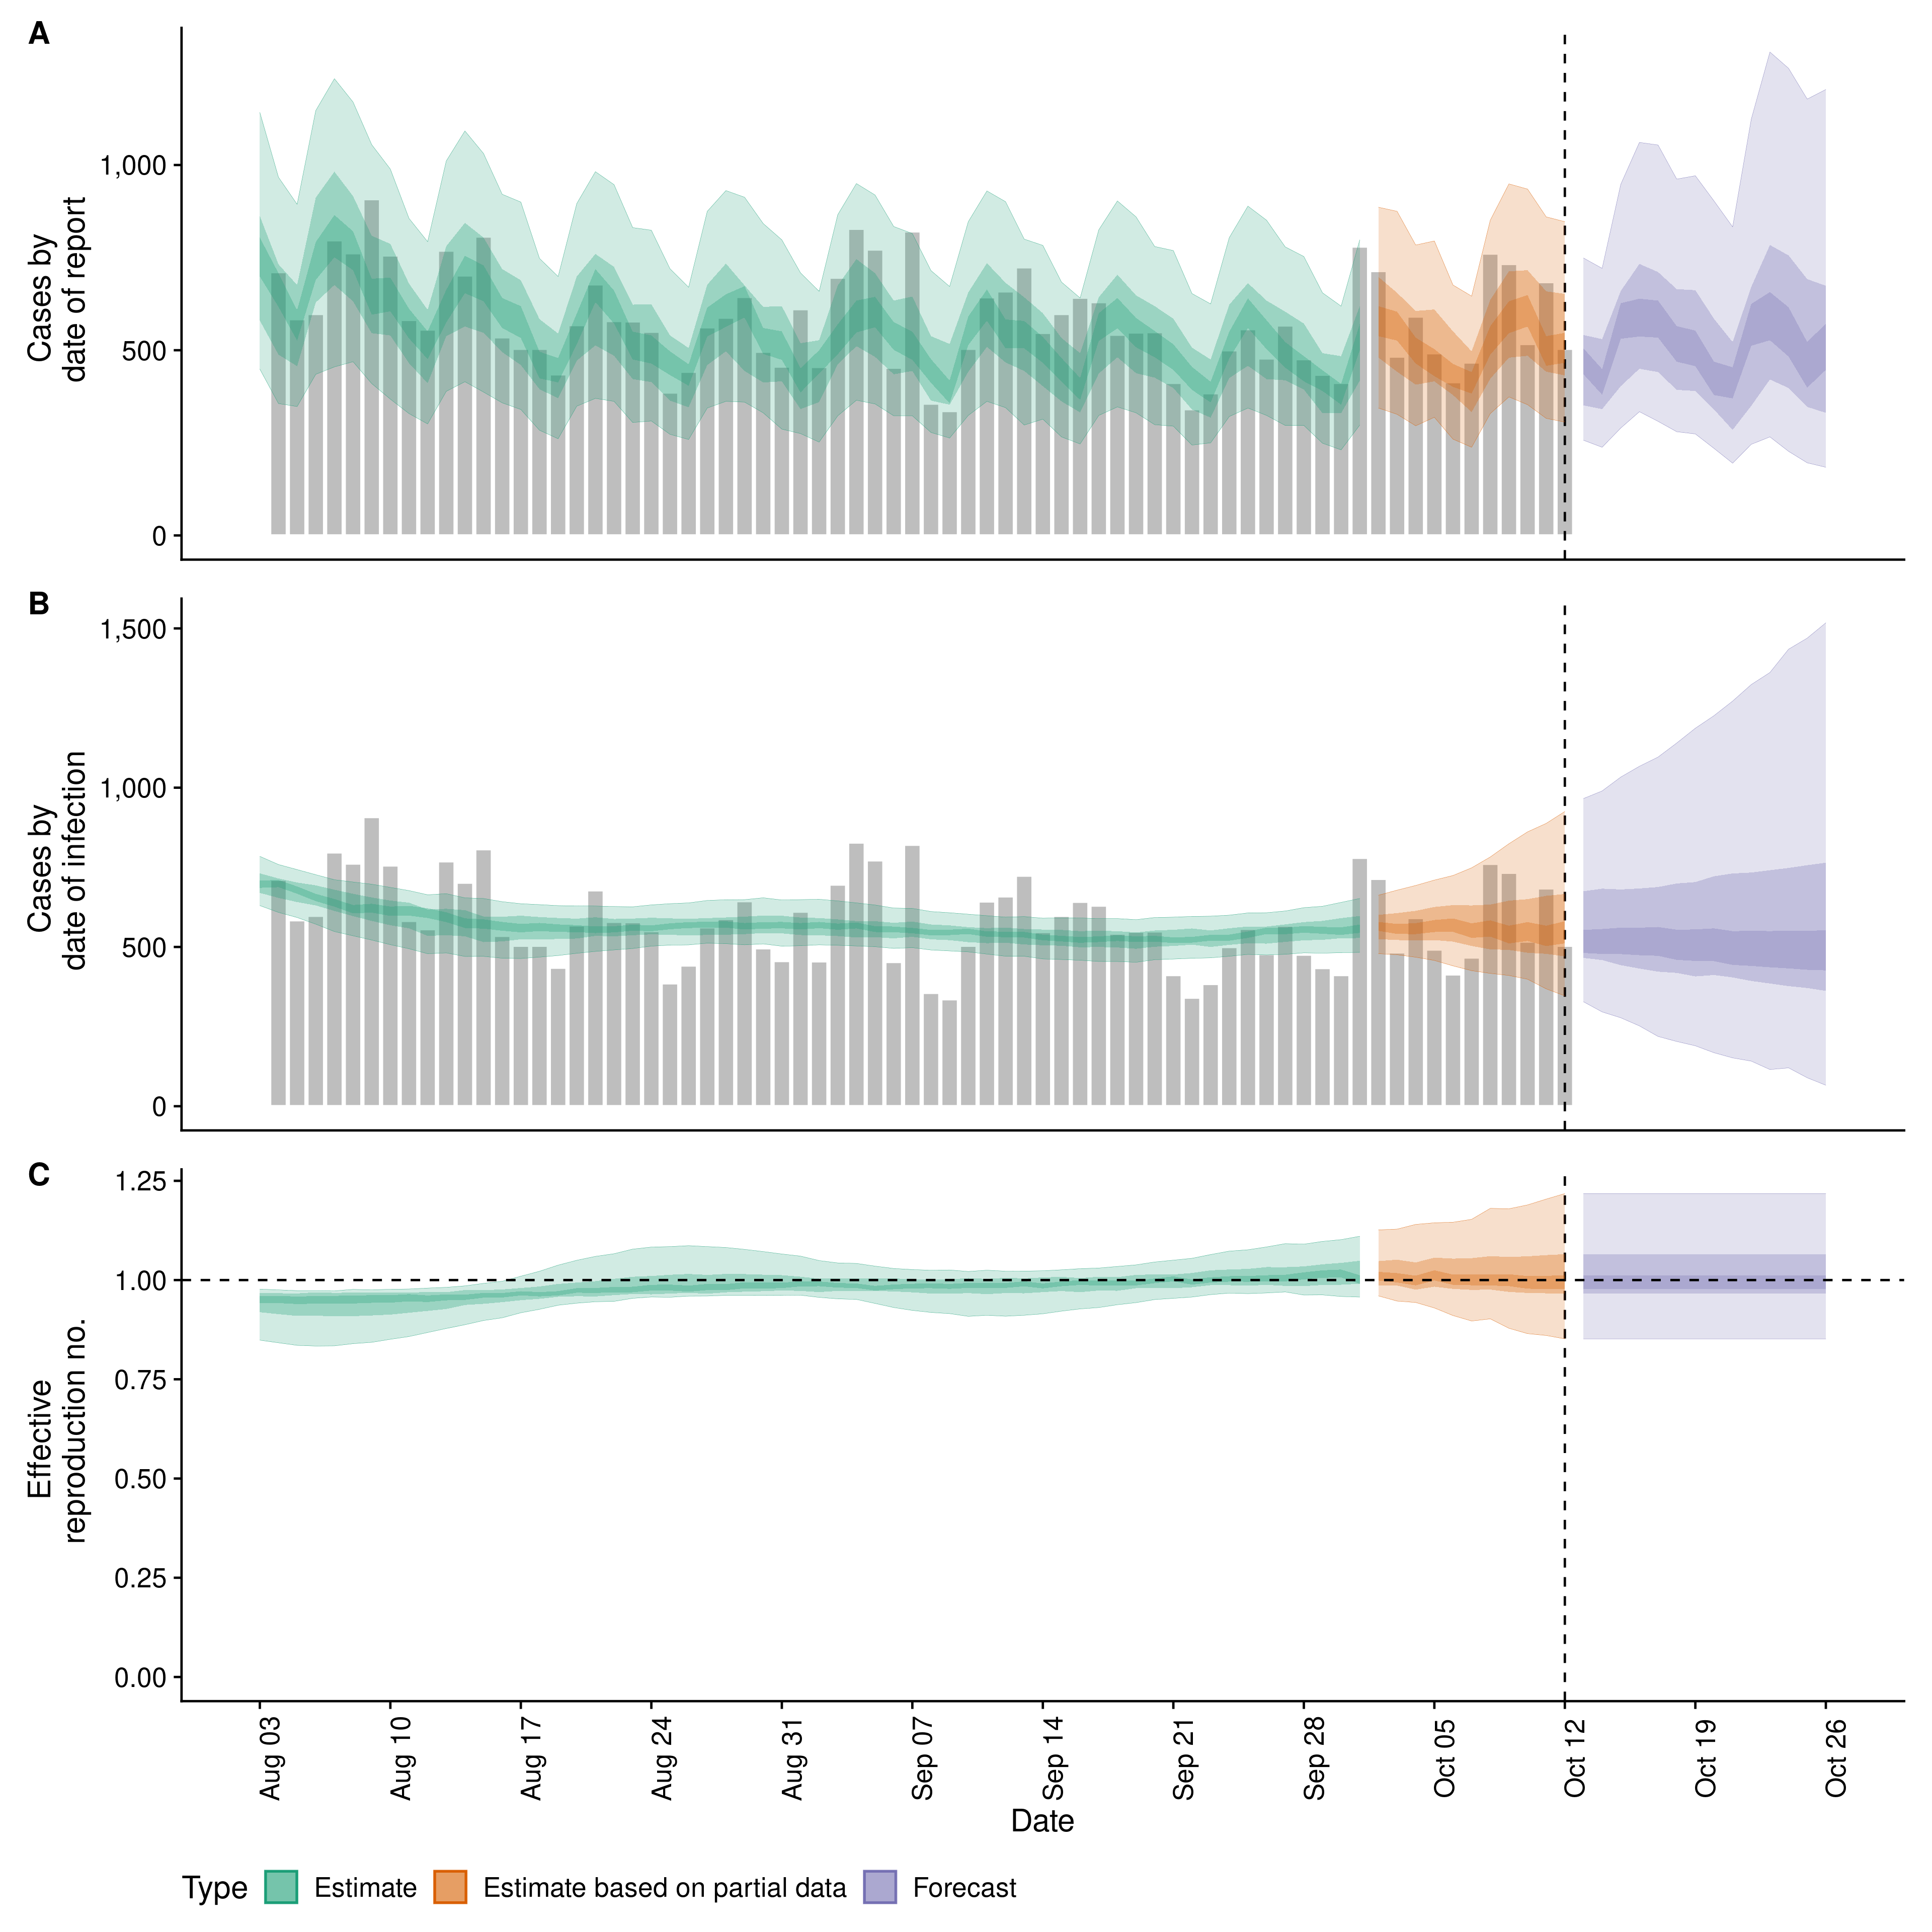 A
Cases by
date of report
1,000
500
0
B
Cases by
date of infection
1,500
1,000
500
0
C
Effective
reproduction no.
1.25
1.00
0.75
0.50
0.25
0.00
Aug 03
Aug 10
Aug 17
Aug 24
Aug 31
Sep 07
Sep 14
Sep 21
Sep 28
Oct 05
Oct 12
Oct 19
Oct 26
Date
Type Estimate Estimate based on partial data Forecast